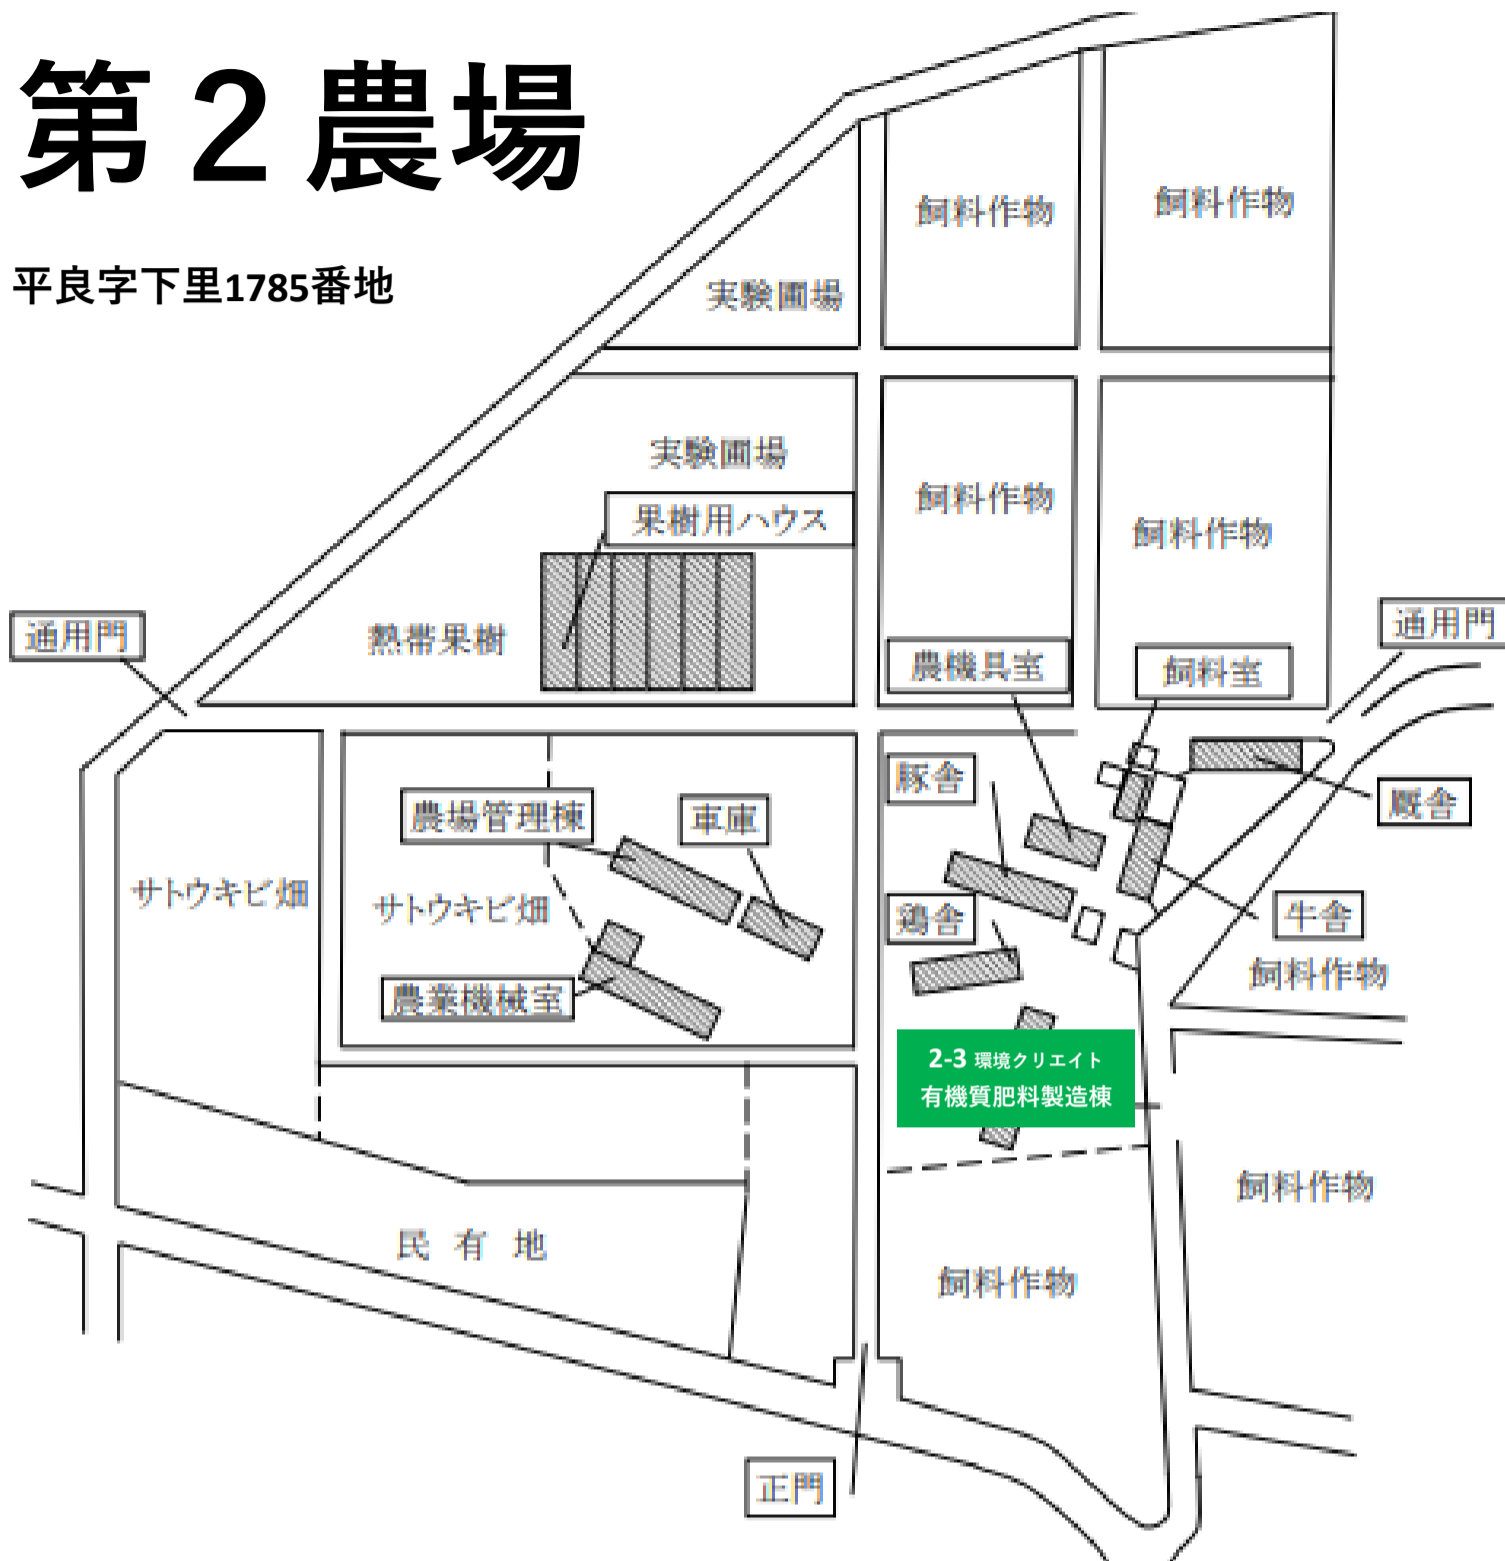 第2農場
平良字下里1785番地
飼料作物
飼料作物
実験圃場
実験圃場
果樹用ハウス
飼料作物
飼料作物
通用門
熱帯果樹
農機具室
飼料室
通用門
農場管理棟
車庫
豚舎
厩舎
サトウキビ畑
サトウキビ畑
鶏舎
牛舎
農業機械室
飼料作物
2-3 環境クリエイト
有機質肥料製造棟
飼料作物
民有地
飼料作物
正門